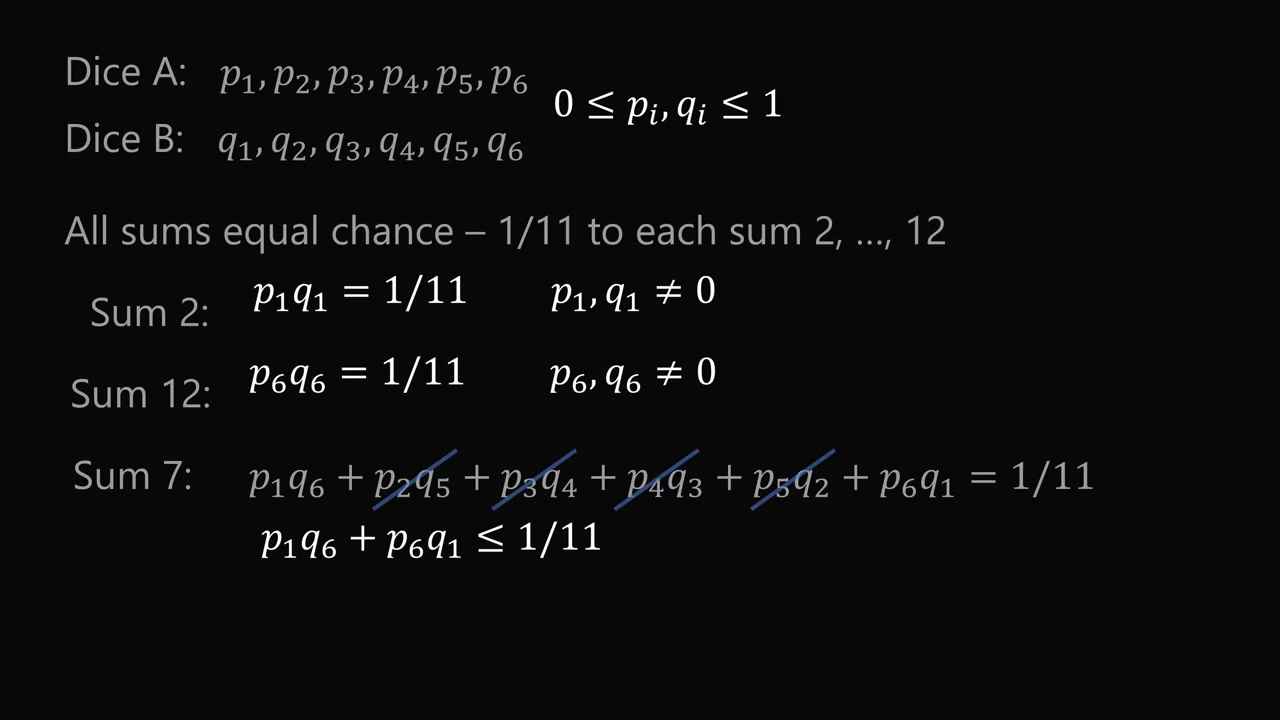 Dice A: p₁, p₂, p₃, p₄, p₅, p₆
0 ≤ pᵢ, qᵢ ≤ 1
Dice B: q₁, q₂, q₃, q₄, q₅, q₆
All sums equal chance – 1/11 to each sum 2, …, 12
Sum 2: p₁q₁ = 1/11 p₁, q₁ ≠ 0
Sum 12: p₆q₆ = 1/11 p₆, q₆ ≠ 0
Sum 7: p₁q₆ + p₂q₅ + p₃q₄ + p₄q₃ + p₅q₂ + p₆q₁ = 1/11
p₁q₆ + p₆q₁ ≤ 1/11